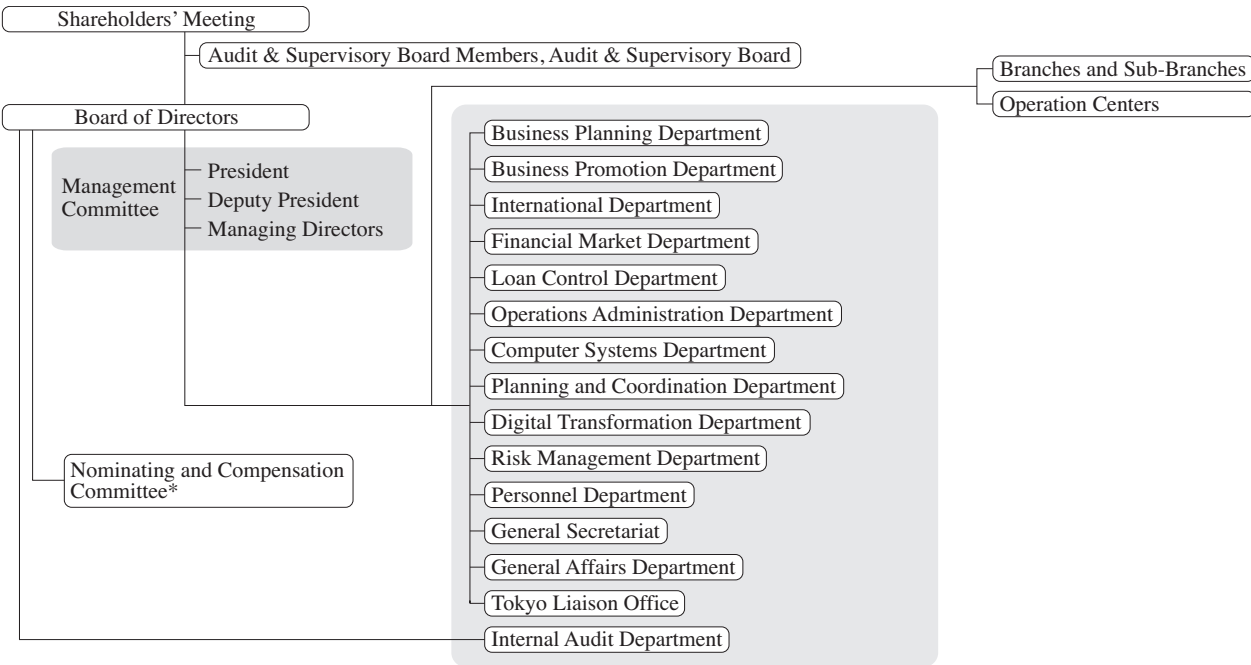 Shareholders’ Meeting
Audit & Supervisory Board Members, Audit & Supervisory Board
Branches and Sub-Branches
Operation Centers
Board of Directors
Management
Committee
President
Deputy President
Managing Directors
Business Planning Department
Business Promotion Department
International Department
Financial Market Department
Loan Control Department
Operations Administration Department
Computer Systems Department
Planning and Coordination Department
Digital Transformation Department
Risk Management Department
Personnel Department
General Secretariat
General Affairs Department
Tokyo Liaison Office
Internal Audit Department
Nominating and Compensation
Committee*